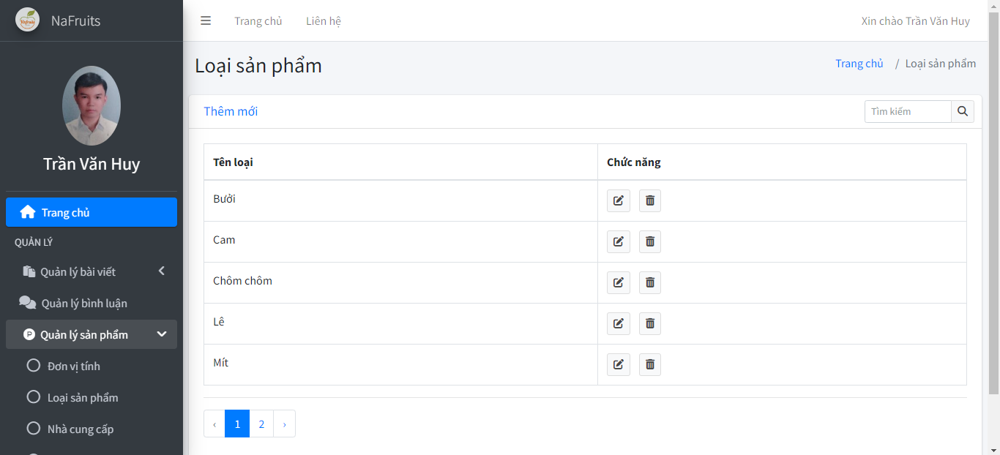 NaFruits
Trang chủ
Liên hệ
Xin chào Trần Văn Huy
Trần Văn Huy
Trang chủ
QUẢN LÝ
Quản lý bài viết
Quản lý bình luận
P Quản lý sản phẩm
Đơn vị tính
Loại sản phẩm
Nhà cung cấp
Loại sản phẩm
Trang chủ / Loại sản phẩm
Thêm mới
Tìm kiếm
Tên loại
Chức năng
Bưởi
Cam
Chôm chôm
Lê
Mít
‹ 1 2 ›